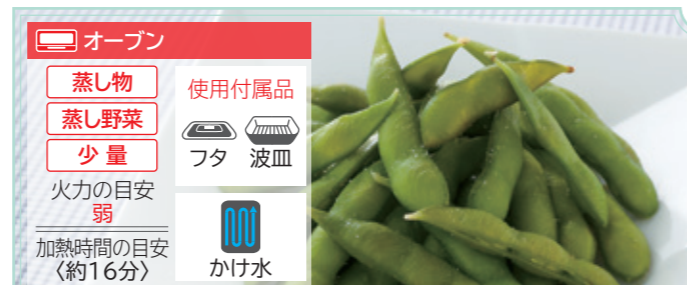 オーブン
蒸し物
蒸し野菜
少量
火力の目安
弱
加熱時間の目安
〈約16分〉
使用付属品
フタ 波皿
かけ水